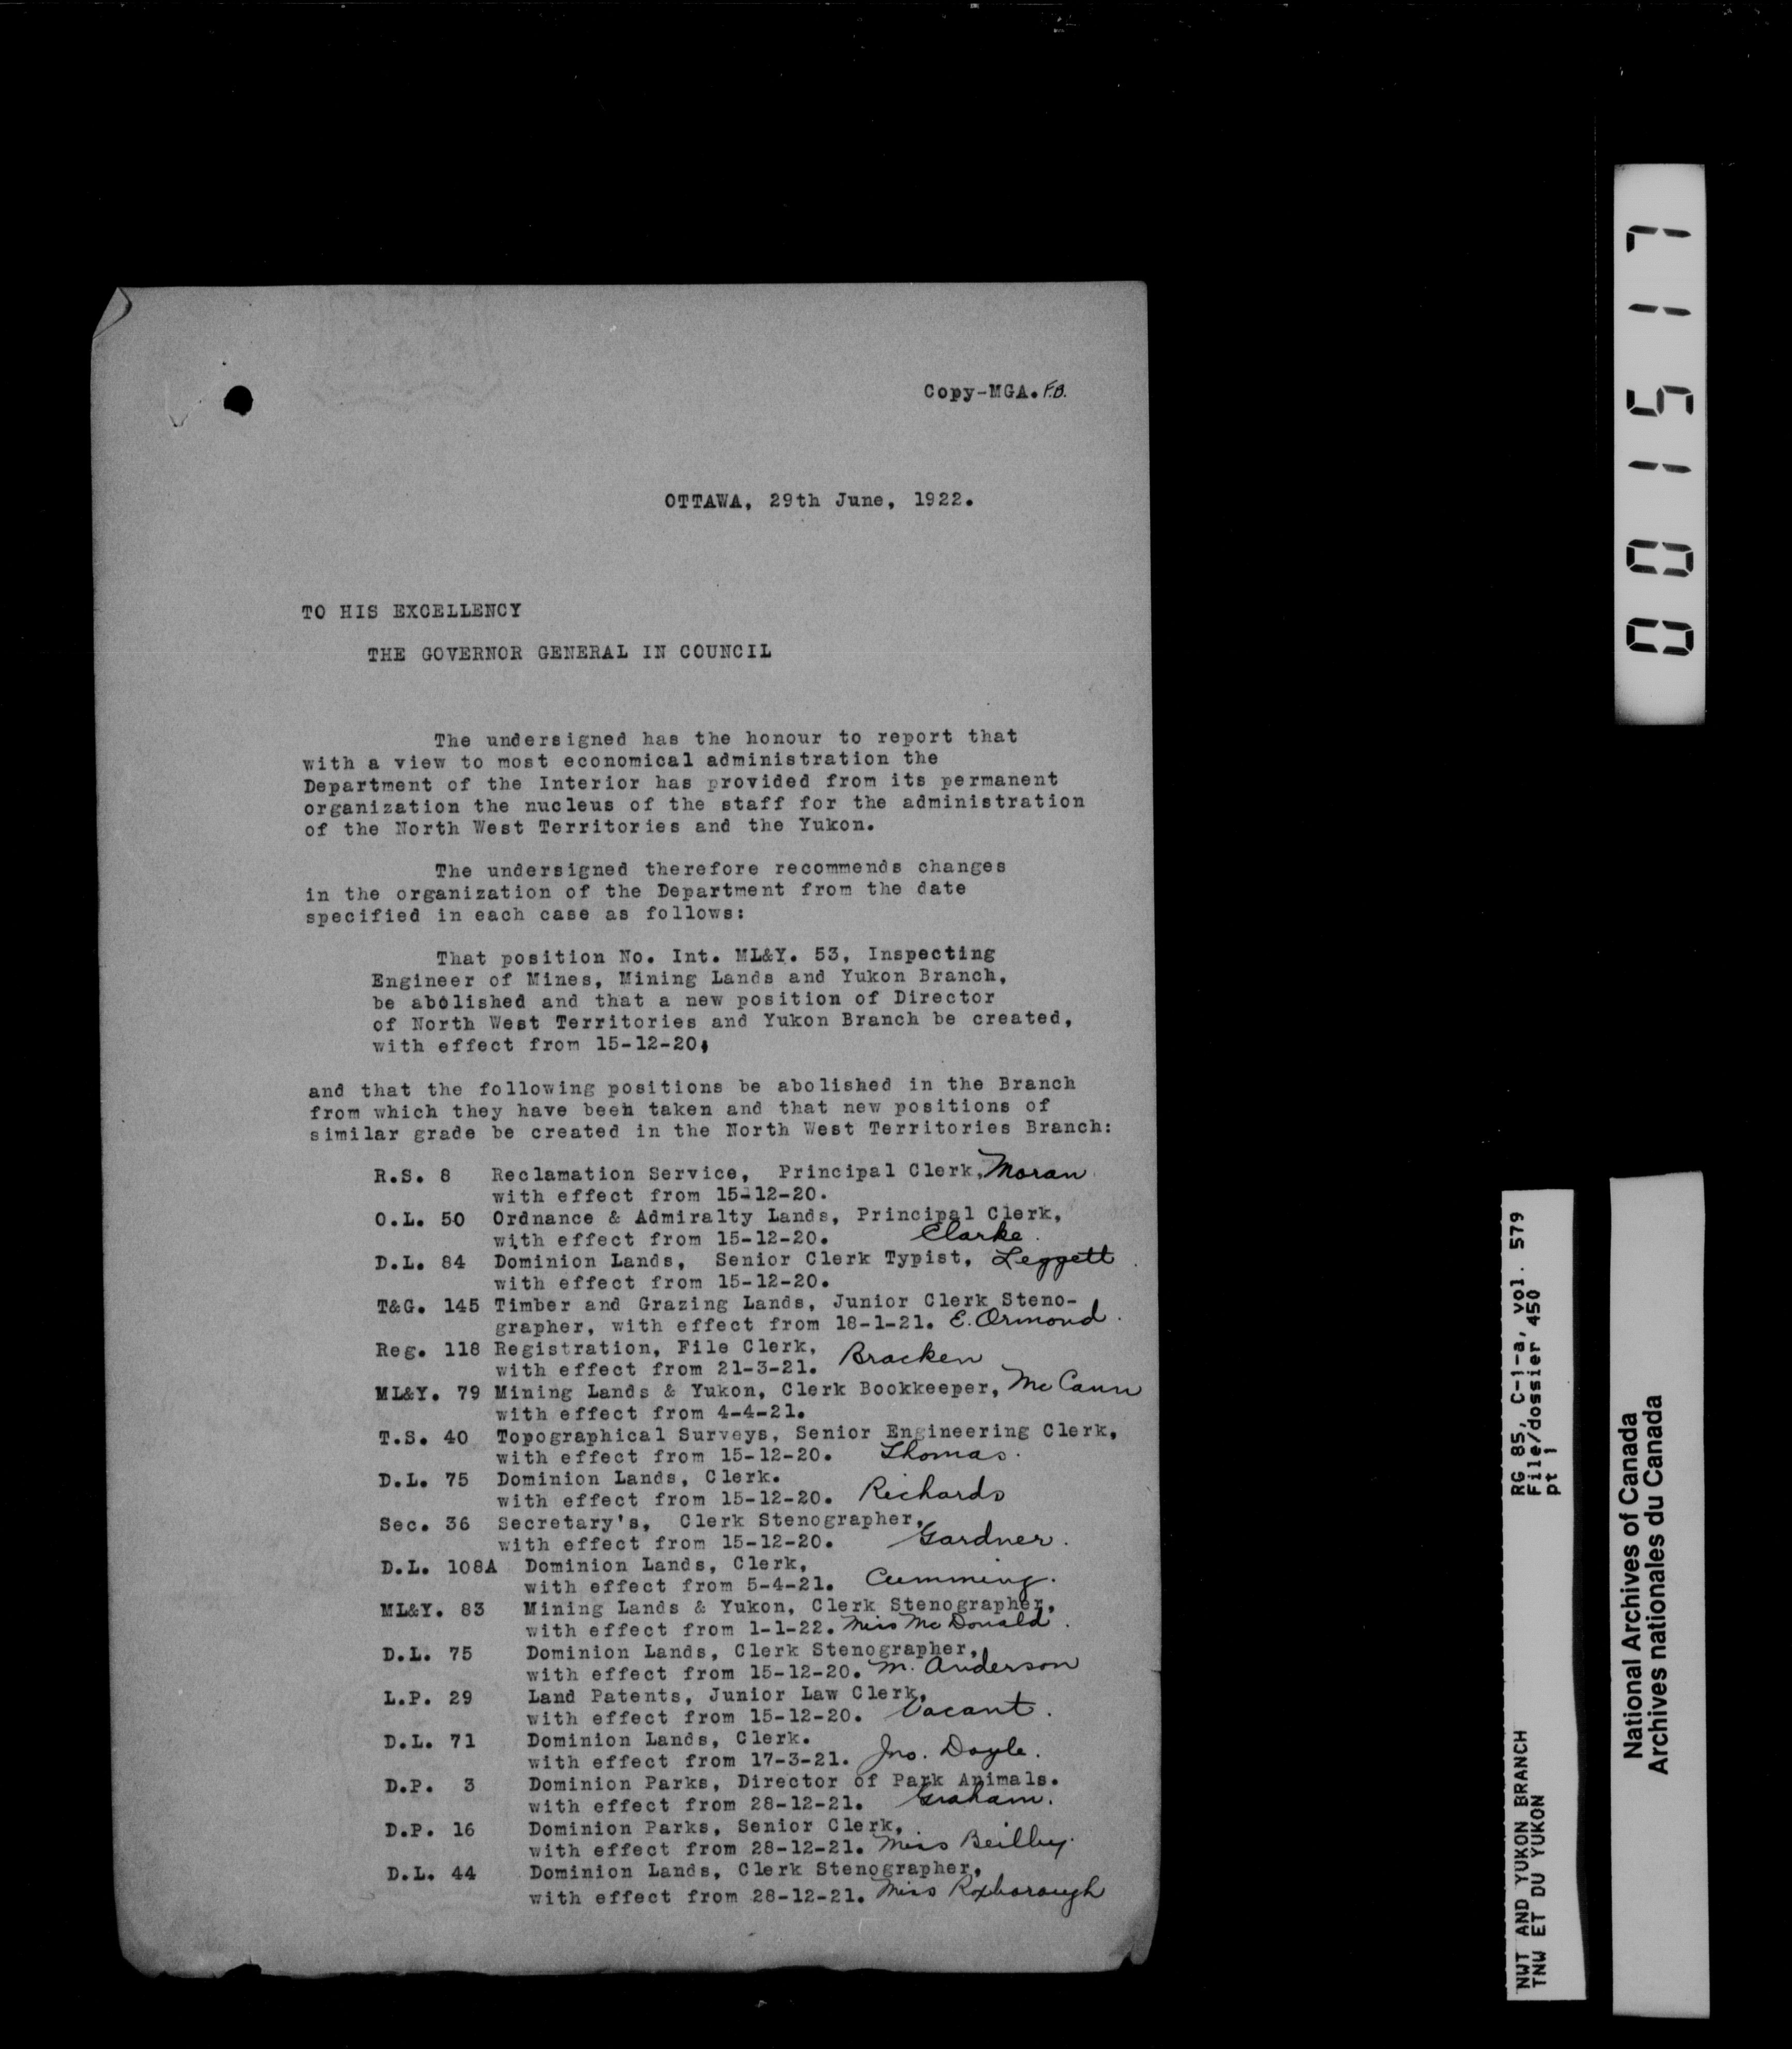 Copy-MGA. F.B.
OTTAWA, 29th June, 1922.
TO HIS EXCELLENCY
THE GOVERNOR GENERAL IN COUNCIL
The undersigned has the honour to report that
with a view to most economical administration the
Department of the Interior has provided from its permanent
organization the nucleus of the staff for the administration
of the North West Territories and the Yukon.
The undersigned therefore recommends changes
in the organization of the Department from the date
specified in each case as follows:
That position No. Int. ML&Y. 53, Inspecting
Engineer of Mines, Mining Lands and Yukon Branch,
be abolished and that a new position of Director
of North West Territories and Yukon Branch be created,
with effect from 15-12-20,
and that the following positions be abolished in the Branch
from which they have been taken and that new positions of
similar grade be created in the North West Territories Branch:
R.S. 8 Reclamation Service, Principal Clerk, Moran
with effect from 15-12-20.
O.L. 50 Ordnance & Admiralty Lands, Principal Clerk,
with effect from 15-12-20. Clarke.
D.L. 84 Dominion Lands, Senior Clerk Typist, Leggett
with effect from 15-12-20.
T&G. 145 Timber and Grazing Lands, Junior Clerk Steno-
grapher, with effect from 18-1-21. E. Ormond.
Reg. 118 Registration, File Clerk,
with effect from 21-3-21. Bracken
ML&Y. 79 Mining Lands & Yukon, Clerk Bookkeeper, McCann
with effect from 4-4-21.
T.S. 40 Topographical Surveys, Senior Engineering Clerk,
with effect from 15-12-20. Thomas.
D.L. 75 Dominion Lands, Clerk.
with effect from 15-12-20. Richards
Sec. 36 Secretary's, Clerk Stenographer,
with effect from 15-12-20. Gardner.
D.L. 108A Dominion Lands, Clerk,
with effect from 5-4-21. Cumming.
ML&Y. 83 Mining Lands & Yukon, Clerk Stenographer,
with effect from 1-1-22. Miss McDonald.
D.L. 75 Dominion Lands, Clerk Stenographer,
with effect from 15-12-20. M. Anderson
L.P. 29 Land Patents, Junior Law Clerk,
with effect from 15-12-20. Vacant.
D.L. 71 Dominion Lands, Clerk.
with effect from 17-3-21. Jno. Doyle.
D.P. 3 Dominion Parks, Director of Park Animals.
with effect from 28-12-21. Graham.
D.P. 16 Dominion Parks, Senior Clerk,
with effect from 28-12-21. Miss Beilby.
D.L. 44 Dominion Lands, Clerk Stenographer,
with effect from 28-12-21. Miss Roxborough
001517
NWT AND YUKON BRANCH RG 85, C-1-a, vol. 579
TNW ET DU YUKON File/dossier 450
pt 1
National Archives of Canada
Archives nationales du Canada